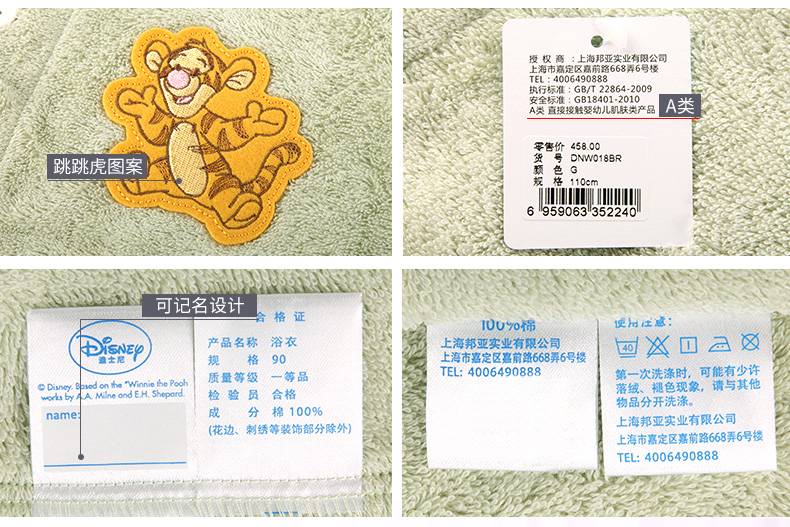 跳跳虎图案
授 权 商 ：上海邦亚实业有限公司
上海市嘉定区嘉前路668弄6号楼
TEL：4006490888
执行标准：GB/T 22864-2009
安全标准：GB18401-2010
A类 直接接触婴幼儿肌肤类产品
A类
零售价 458.00
货 号 DNW018BR
颜 色 G
规 格 110cm
6 959063 352240
可记名设计
Disney
迪士尼
© Disney. Based on the "Winnie the Pooh
works by A.A. Milne and E.H. Shepard.
name:
合 格 证
产品名称 浴衣
规 格 90
质量等级 一等品
检 验 员 合格
成 分 棉 100%
(花边、刺绣等装饰部分除外)
100%棉
上海邦亚实业有限公司
上海市嘉定区嘉前路668弄6号楼
TEL: 4006490888
使用注意:
40
第一次洗涤时，可能有少许
落绒、褪色现象，请与其他
物品分开洗涤。
上海邦亚实业有限公司
上海市嘉定区嘉前路668弄6号楼
TEL: 4006490888